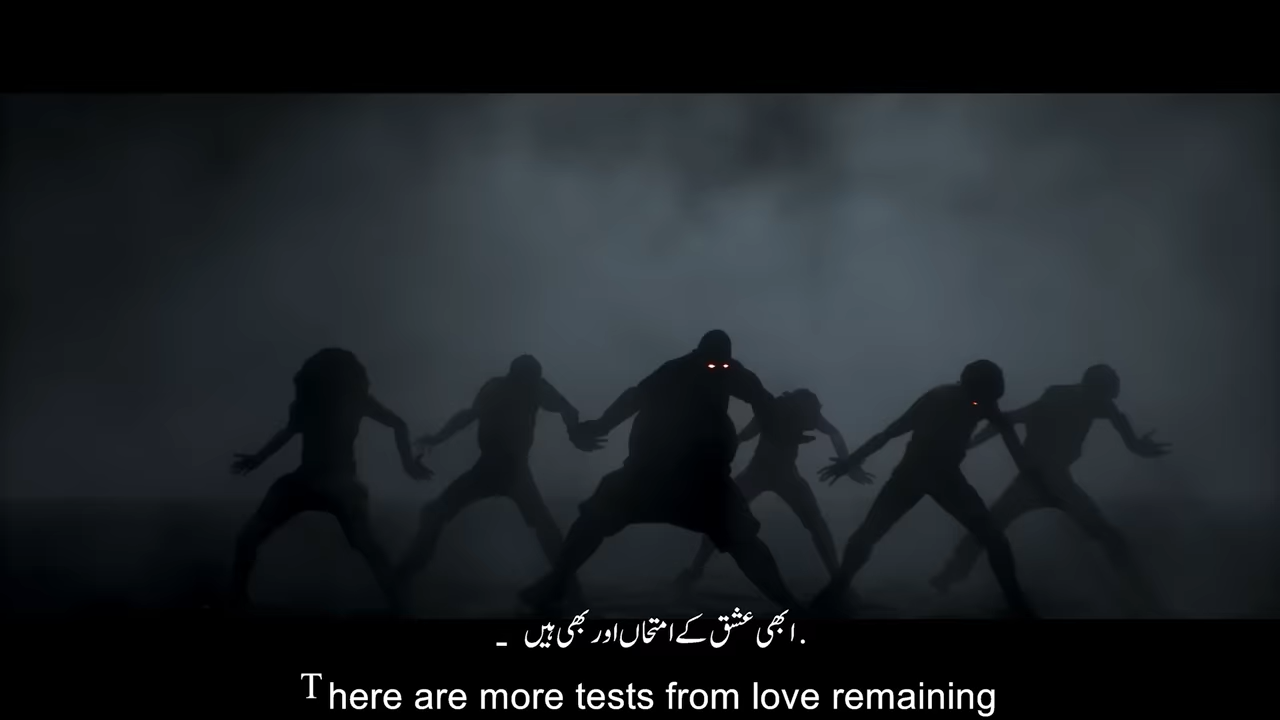 . ابھی عشق کے امتحاں اور بھی ہیں ۔
There are more tests from love remaining